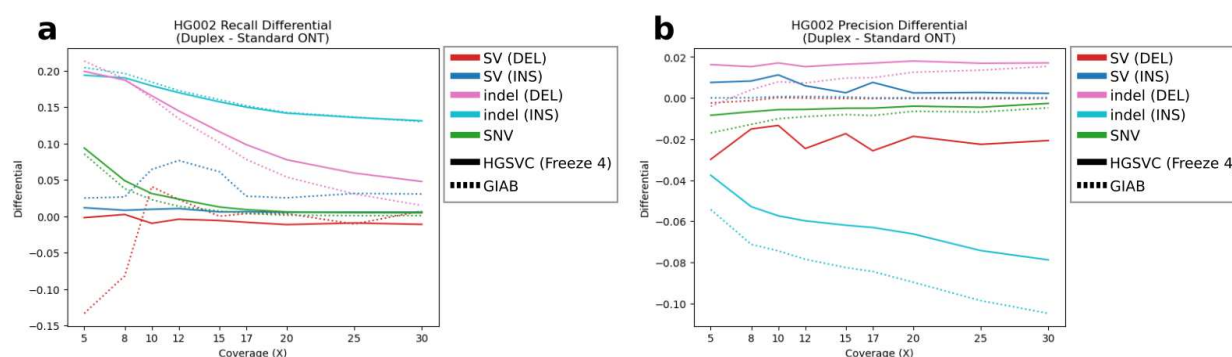 a
HG002 Recall Differential
(Duplex - Standard ONT)
Differential
0.20
0.15
0.10
0.05
0.00
−0.05
−0.10
−0.15
5 8 10 12 15 17 20 25 30
Coverage (X)
SV (DEL)
SV (INS)
indel (DEL)
indel (INS)
SNV
HGSVC (Freeze 4)
GIAB
b
HG002 Precision Differential
(Duplex - Standard ONT)
Differential
0.02
0.00
−0.02
−0.04
−0.06
−0.08
−0.10
5 8 10 12 15 17 20 25 30
Coverage (X)
SV (DEL)
SV (INS)
indel (DEL)
indel (INS)
SNV
HGSVC (Freeze 4
GIAB